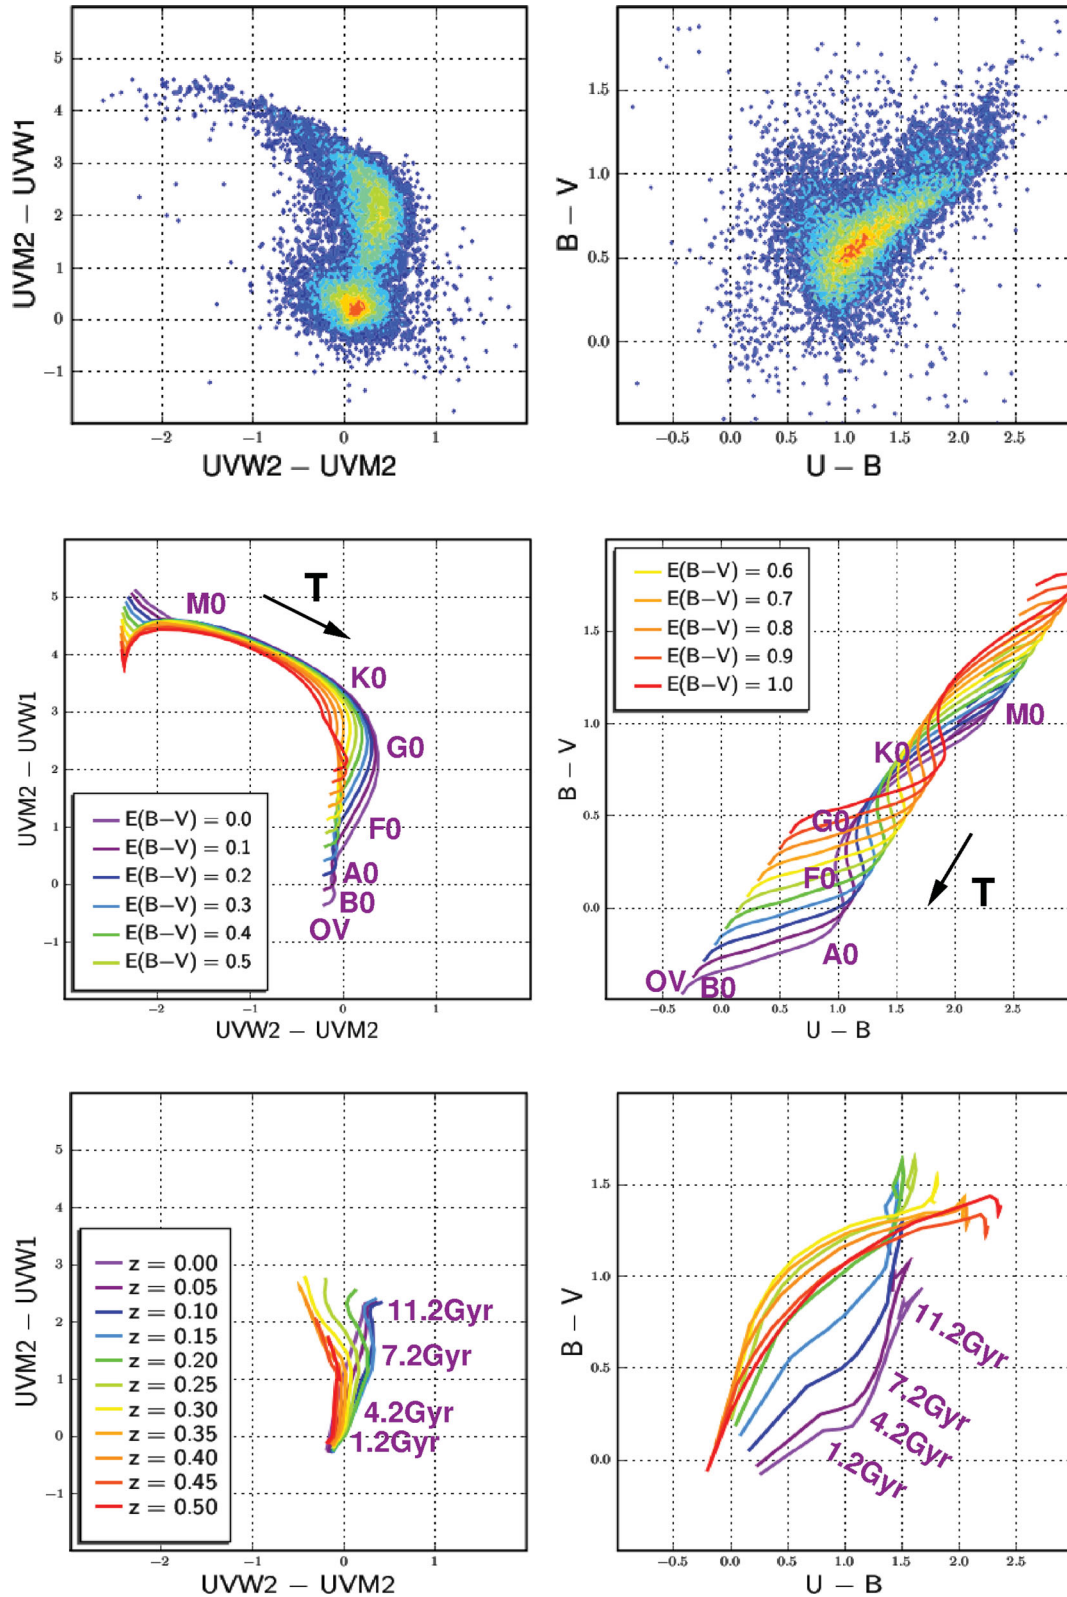 5
4
3
2
1
0
−1
UVM2 − UVW1
−2
−1
0
1
UVW2 − UVM2
1.5
1.0
0.5
0.0
B − V
−0.5
0.0
0.5
1.0
1.5
2.0
2.5
U − B
5
4
3
2
1
0
−1
UVM2 − UVW1
T
M0
K0
G0
F0
A0
B0
OV
E(B−V) = 0.0
E(B−V) = 0.1
E(B−V) = 0.2
E(B−V) = 0.3
E(B−V) = 0.4
E(B−V) = 0.5
−2
−1
0
1
UVW2 − UVM2
E(B−V) = 0.6
E(B−V) = 0.7
E(B−V) = 0.8
E(B−V) = 0.9
E(B−V) = 1.0
1.5
1.0
0.5
0.0
B − V
M0
K0
G0
F0
T
A0
OV
B0
−0.5
0.0
0.5
1.0
1.5
2.0
2.5
U − B
5
4
3
2
1
0
−1
UVM2 − UVW1
z = 0.00
z = 0.05
z = 0.10
z = 0.15
z = 0.20
z = 0.25
z = 0.30
z = 0.35
z = 0.40
z = 0.45
z = 0.50
11.2Gyr
7.2Gyr
4.2Gyr
1.2Gyr
−2
−1
0
1
UVW2 − UVM2
1.5
1.0
0.5
0.0
B − V
11.2Gyr
7.2Gyr
4.2Gyr
1.2Gyr
−0.5
0.0
0.5
1.0
1.5
2.0
2.5
U − B